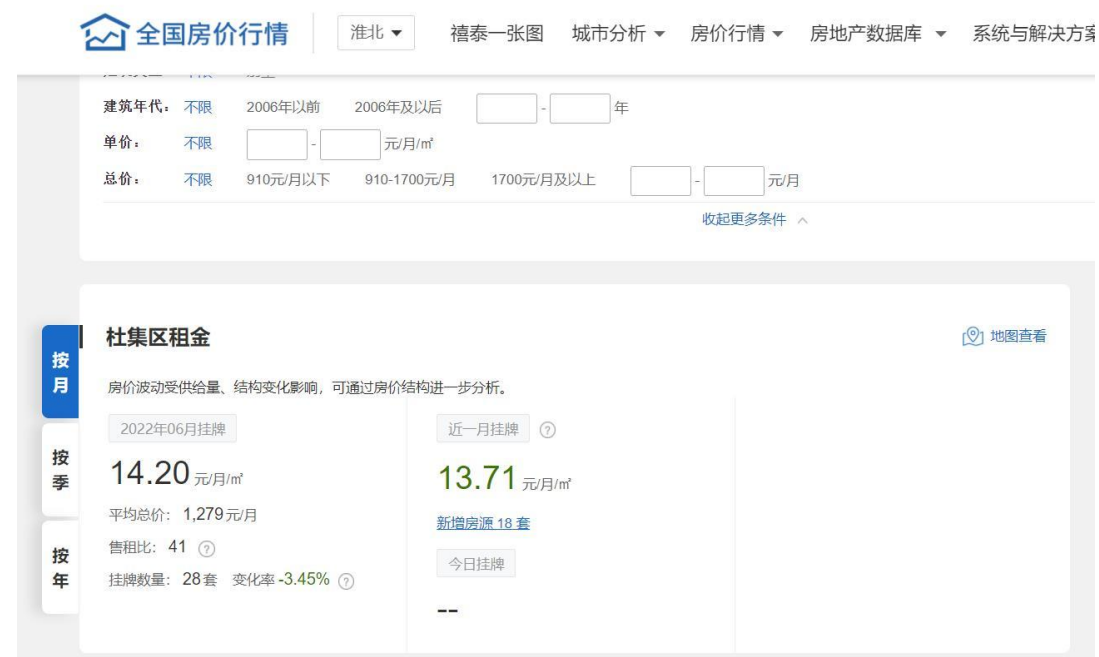 全国房价行情 淮北 禧泰一张图 城市分析 房价行情 房地产数据库 系统与解决方案
建筑年代: 不限 2006年以前 2006年及以后 - 年
单价: 不限 - 元/月/㎡
总价: 不限 910元/月以下 910-1700元/月 1700元/月及以上 - 元/月
收起更多条件
按月
按季
按年
杜集区租金 地图查看
房价波动受供给量、结构变化影响,可通过房价结构进一步分析。
2022年06月挂牌
14.20 元/月/㎡
平均总价: 1,279元/月
售租比: 41 ?
挂牌数量: 28套 变化率 -3.45% ?
近一月挂牌 ?
13.71 元/月/㎡
新增房源 18 套
今日挂牌
--